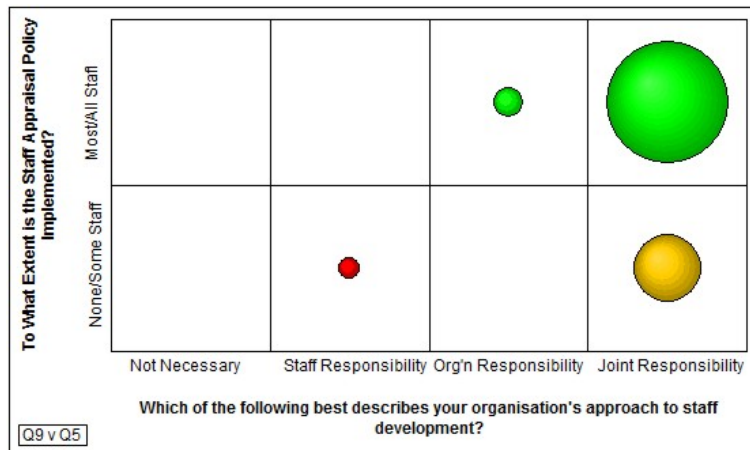 To What Extent is the Staff Appraisal Policy
Implemented?
Most/All Staff
None/Some Staff
Not Necessary
Staff Responsibility
Org'n Responsibility
Joint Responsibility
Which of the following best describes your organisation's approach to staff
development?
Q9 v Q5